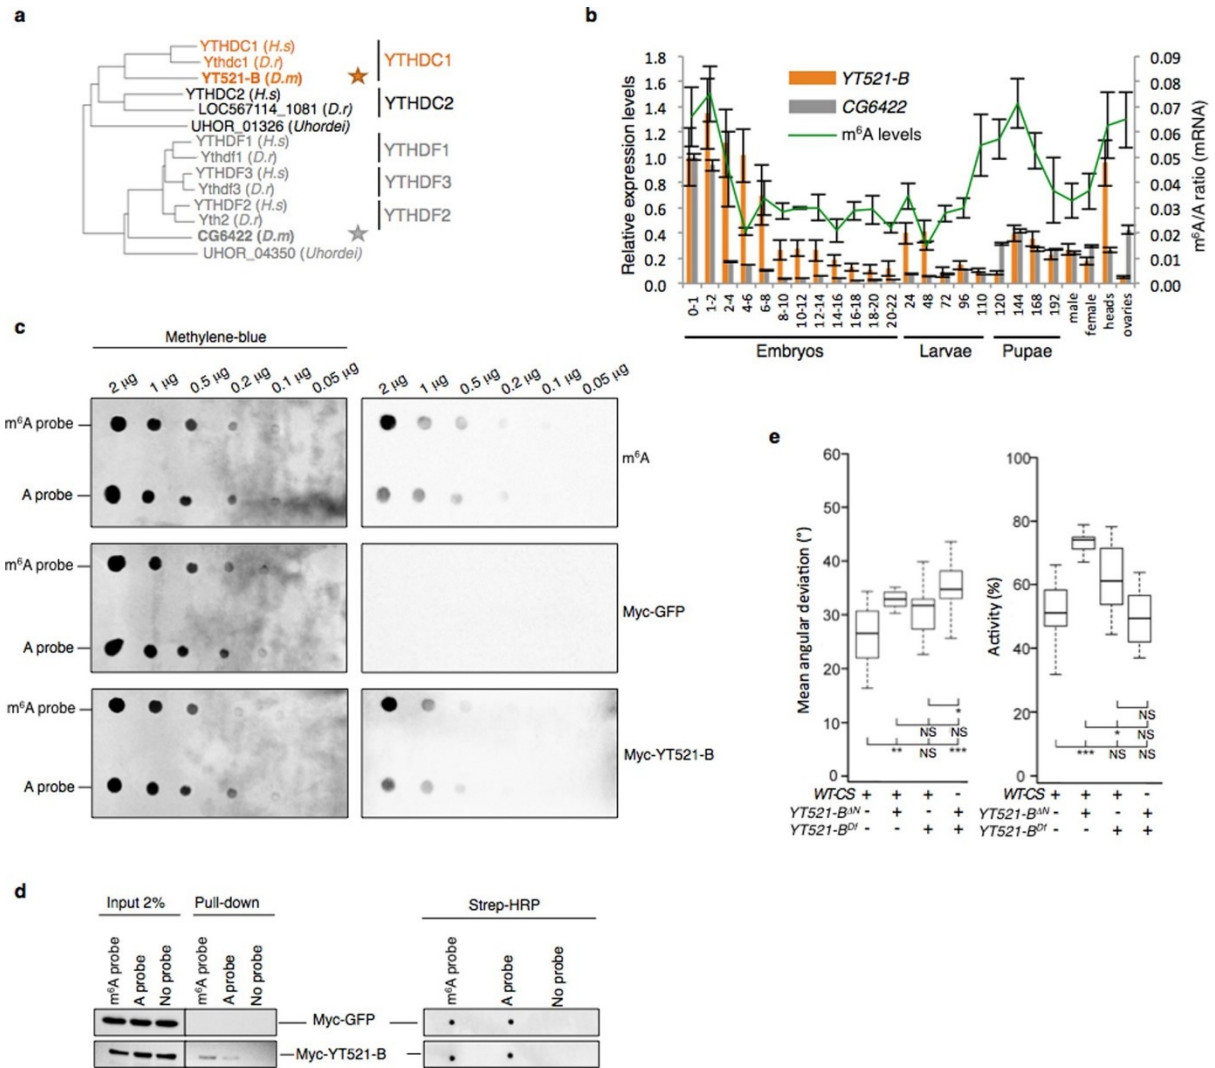 a
YTHDC1 (H.s)
Ythdc1 (D.r)
YT521-B (D.m)
YTHDC2 (H.s)
LOC567114_1081 (D.r)
UHOR_01326 (Uhordei)
YTHDF1 (H.s)
Ythdf1 (D.r)
YTHDF3 (H.s)
Ythdf3 (D.r)
YTHDF2 (H.s)
Yth2 (D.r)
CG6422 (D.m)
UHOR_04350 (Uhordei)
YTHDC1
YTHDC2
YTHDF1
YTHDF3
YTHDF2
b
Relative expression levels
1.8
1.6
1.4
1.2
1.0
0.8
0.6
0.4
0.2
0.0
YT521-B
CG6422
m⁶A levels
0.09
0.08
0.07
0.06
0.05
0.04
0.03
0.02
0.01
0.00
m⁶A/A ratio (mRNA)
0-1 1-2 2-4 4-6 6-8 8-10 10-12 12-14 14-16 16-18 18-20 20-22 24 48 72 96 110 120 144 168 192 male female heads ovaries
Embryos Larvae Pupae
c
Methylene-blue
2 µg 1 µg 0.5 µg 0.2 µg 0.1 µg 0.05 µg 2 µg 1 µg 0.5 µg 0.2 µg 0.1 µg 0.05 µg
m⁶A probe
m⁶A
A probe
m⁶A probe
Myc-GFP
A probe
m⁶A probe
Myc-YT521-B
A probe
d
Input 2% Pull-down Strep-HRP
m⁶A probe A probe No probe m⁶A probe A probe No probe m⁶A probe A probe No probe
Myc-GFP
Myc-YT521-B
e
Mean angular deviation (°)
60
50
40
30
20
10
0
*
NS NS
** NS ***
WT-CS + + + -
YT521-BᐃN - + - +
YT521-BDf - - + +
Activity (%)
100
80
60
40
20
0
NS
* NS
*** NS NS
WT-CS + + + -
YT521-BᐃN - + - +
YT521-BDf - - + +